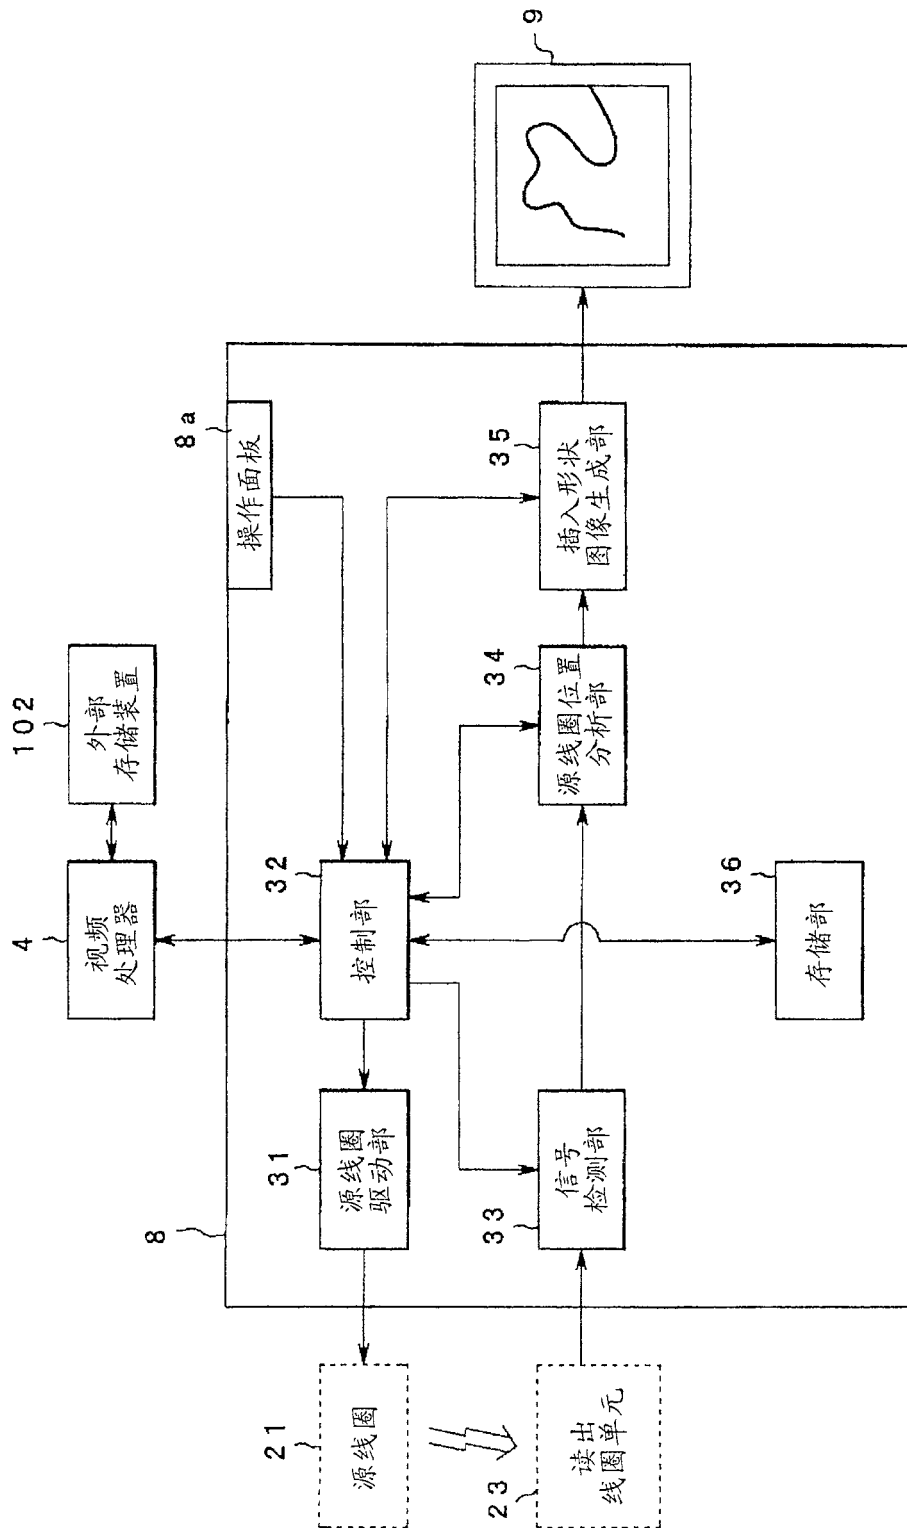 102
外部
存储装置
4
视频
处理器
8a
操作面板
8
32
控制部
31
源线圈
驱动部
21
源线圈
9
35
插入形状
图像生成部
34
源线圈位置
分析部
33
信号
检测部
23
读出
线圈单元
36
存储部